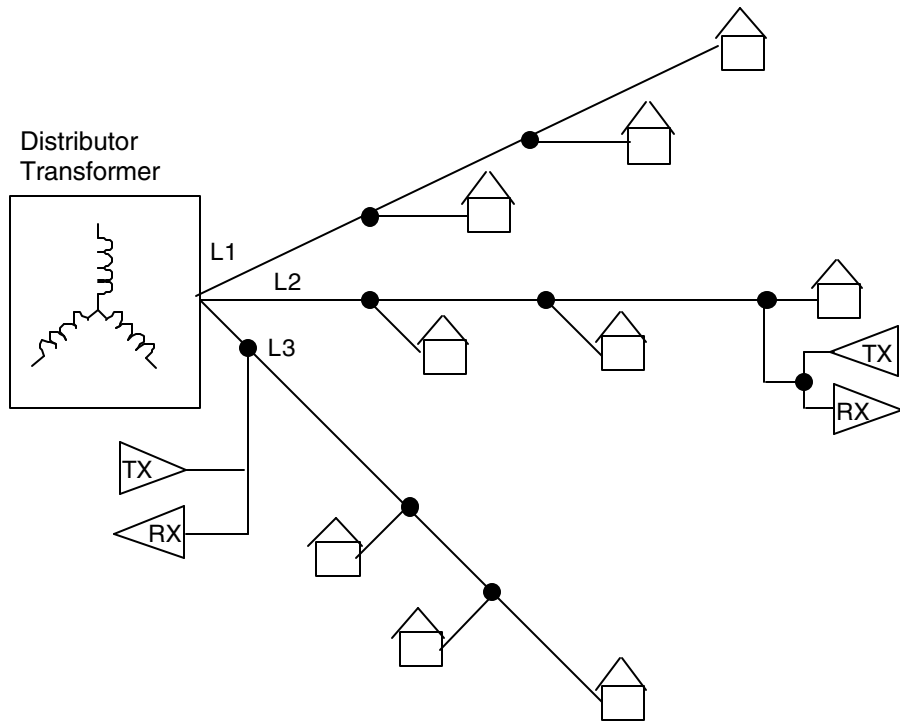 Distributor
Transformer
L1
L2
L3
TX
RX
TX
RX